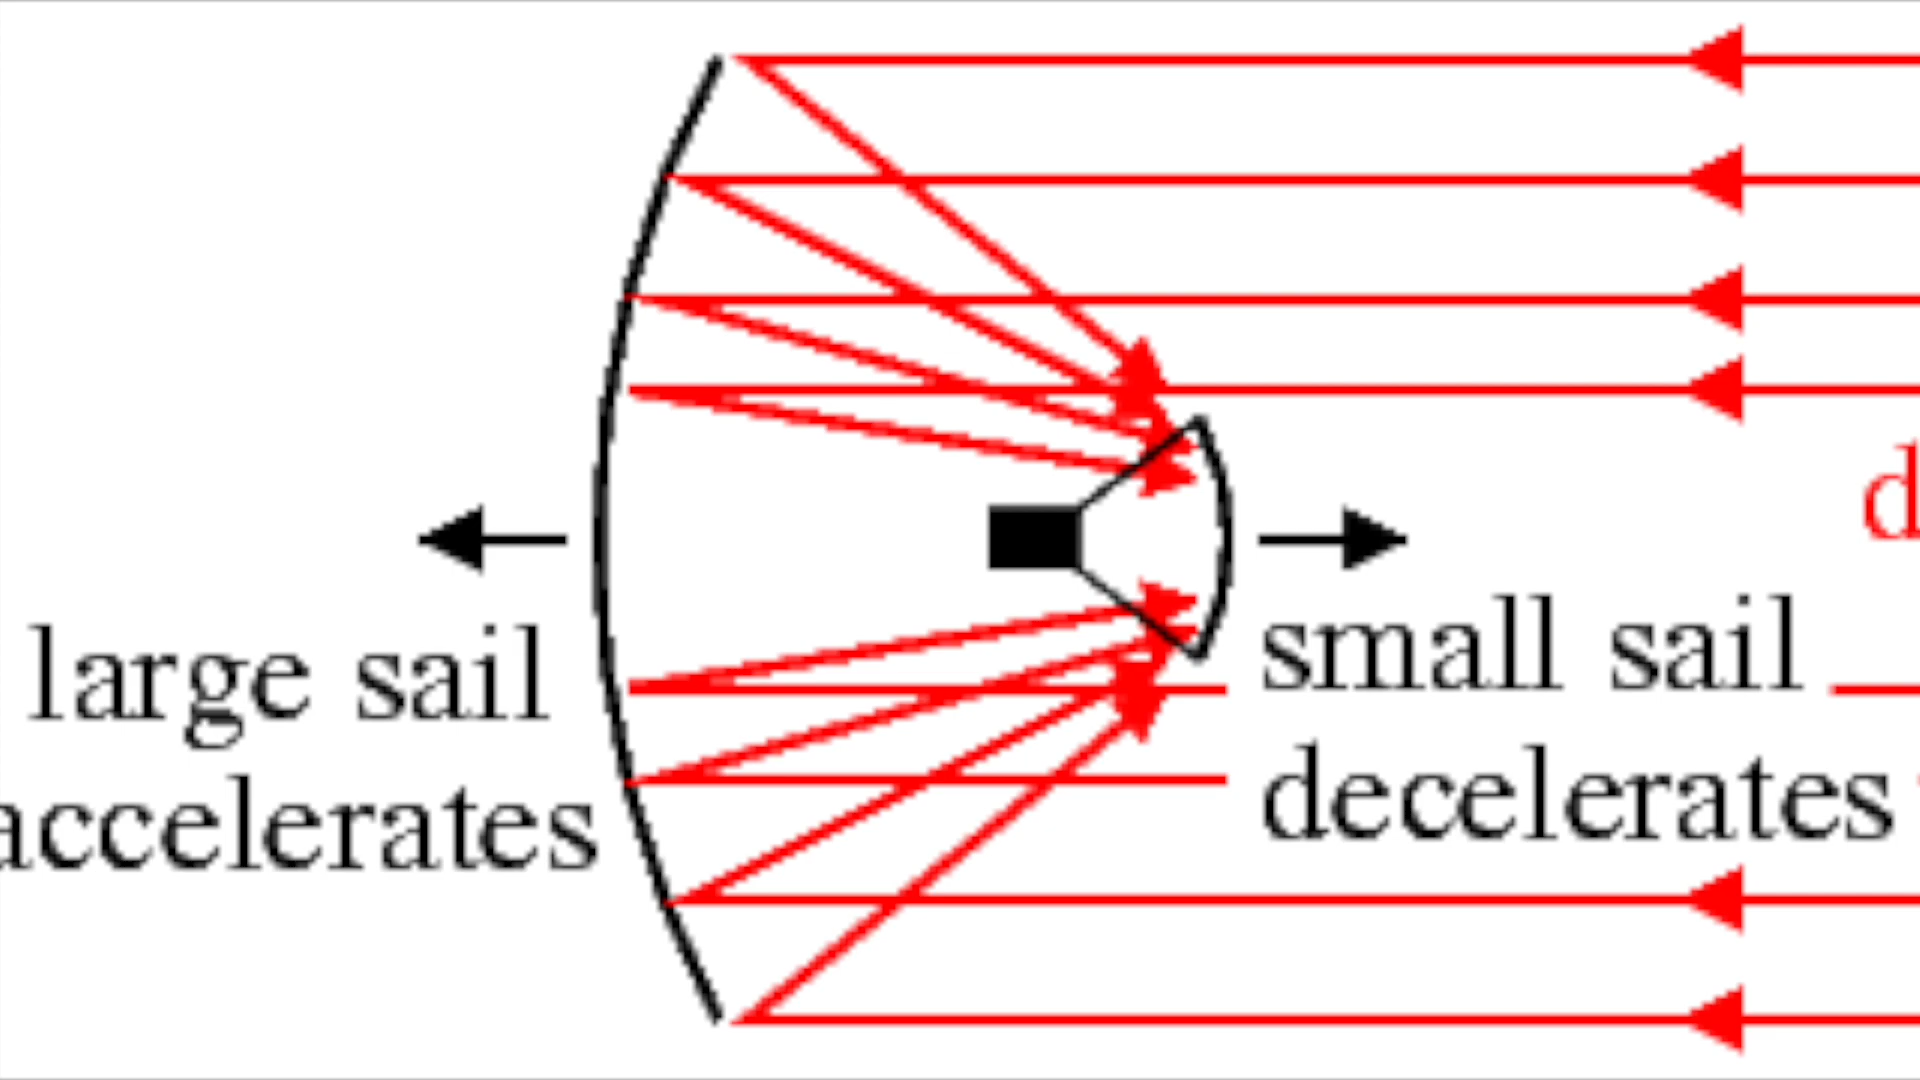 large sail
accelerates
small sail
decelerates
d